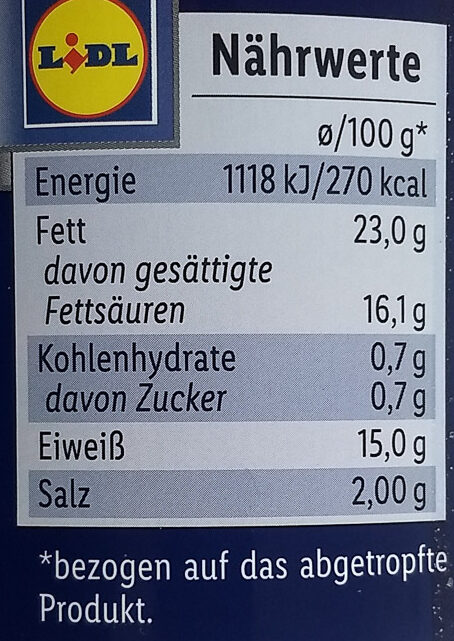 LIDL
Nährwerte
ø/100 g*
Energie 1118 kJ/270 kcal
Fett 23,0 g
davon gesättigte
Fettsäuren 16,1 g
Kohlenhydrate 0,7 g
davon Zucker 0,7 g
Eiweiß 15,0 g
Salz 2,00 g
*bezogen auf das abgetropfte
Produkt.